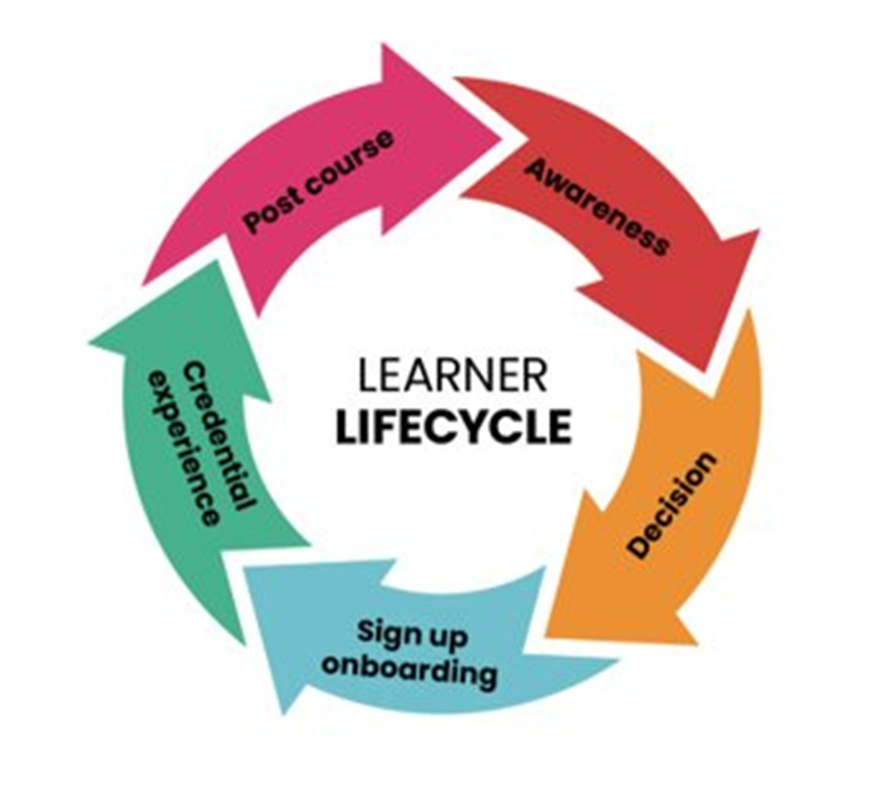 LEARNER
LIFECYCLE
Awareness
Decision
Sign up
onboarding
Credential
experience
Post course